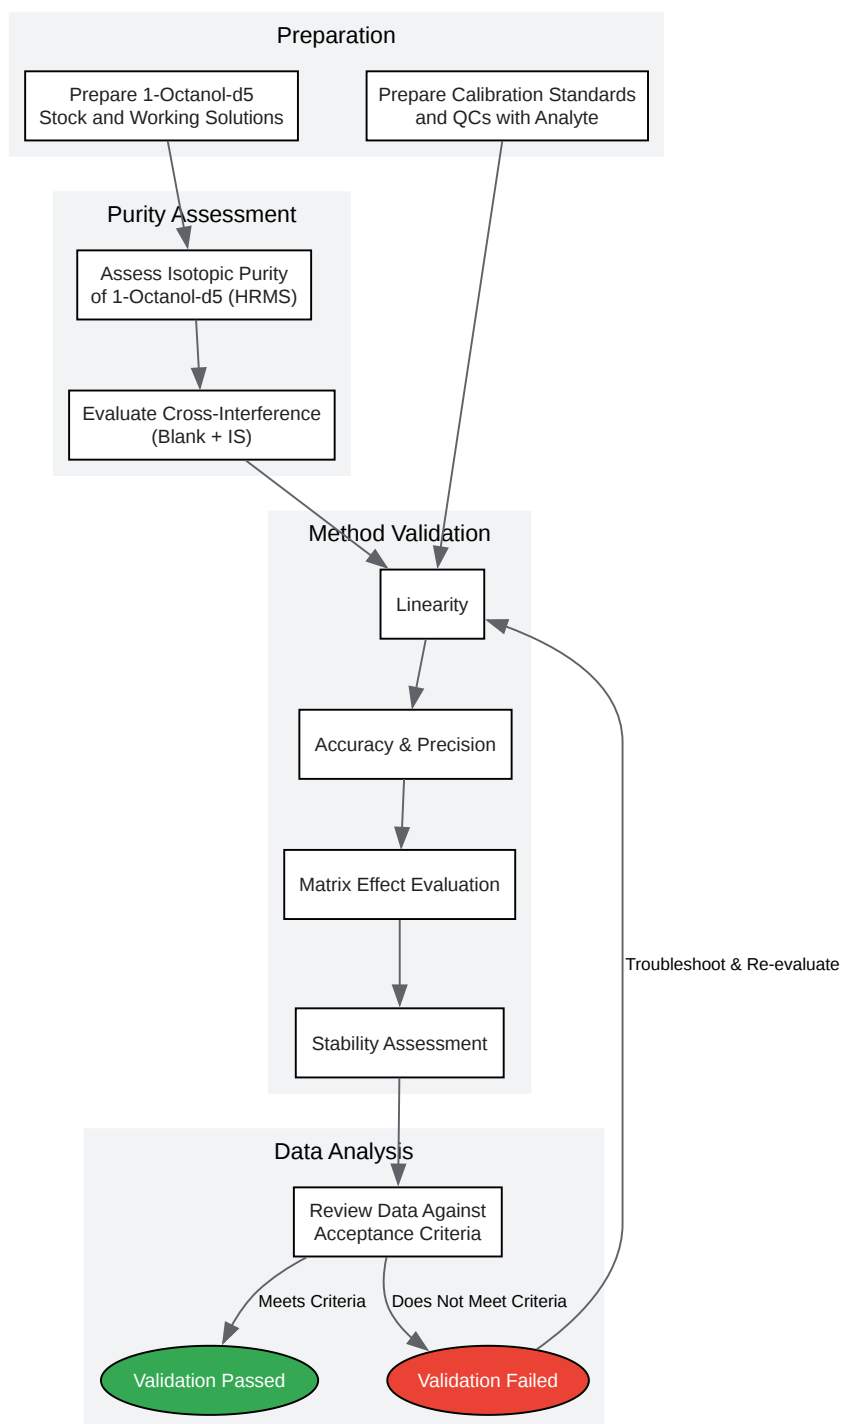 Preparation
Prepare 1-Octanol-d5
Stock and Working Solutions
Prepare Calibration Standards
and QCs with Analyte
Purity Assessment
Assess Isotopic Purity
of 1-Octanol-d5 (HRMS)
Evaluate Cross-Interference
(Blank + IS)
Method Validation
Linearity
Accuracy & Precision
Matrix Effect Evaluation
Troubleshoot & Re-evaluate
Stability Assessment
Data Analysis
Review Data Against
Acceptance Criteria
Meets Criteria
Does Not Meet Criteria
Validation Passed
Validation Failed